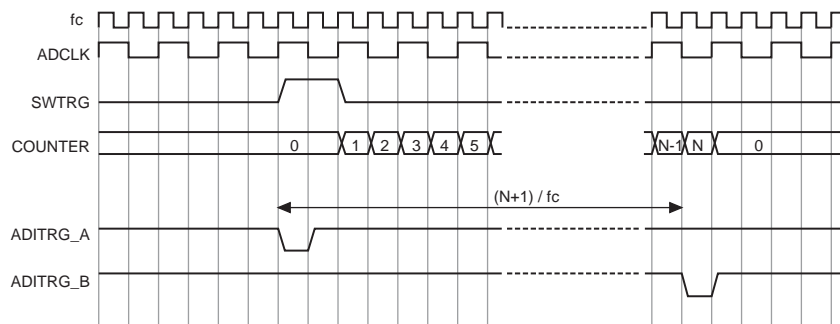 fc
ADCLK
SWTRG
COUNTER 0 1 2 3 4 5 N-1 N 0
(N+1) / fc
ADITRG_A
ADITRG_B